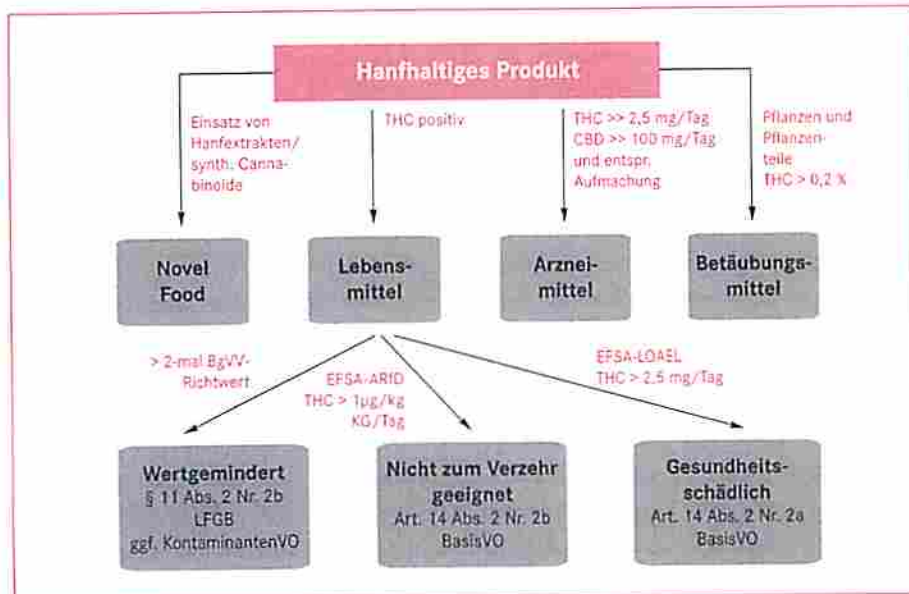 Hanfhaltiges Produkt
Einsatz von
Hanfextrakten/
synth. Canna-
binoide
THC positiv
THC >> 2,5 mg/Tag
CBD >> 100 mg/Tag
und entspr.
Aufmachung
Pflanzen und
Pflanzen-
teile
THC > 0,2 %
Novel
Food
Lebens-
mittel
Arznei-
mittel
Betäubungs-
mittel
> 2-mal BgVV-
Richtwert
EFSA-ARfD
THC > 1µg/kg
KG/Tag
EFSA-LOAEL
THC > 2,5 mg/Tag
Wertgemindert
§ 11 Abs. 2 Nr. 2b
LFGB
ggf. KontaminantenVO
Nicht zum Verzehr
geeignet
Art. 14 Abs. 2 Nr. 2b
BasisVO
Gesundheits-
schädlich
Art. 14 Abs. 2 Nr. 2a
BasisVO